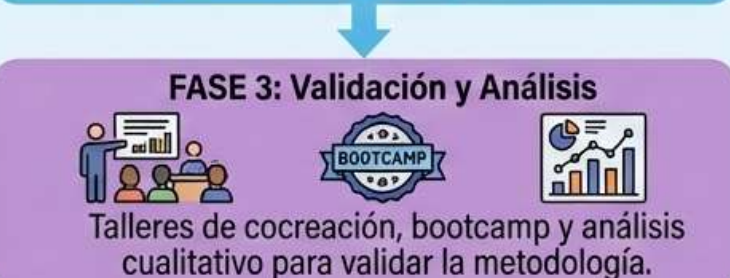 FASE 3: Validación y Análisis
BOOTCAMP
Talleres de cocreación, bootcamp y análisis
cualitativo para validar la metodología.